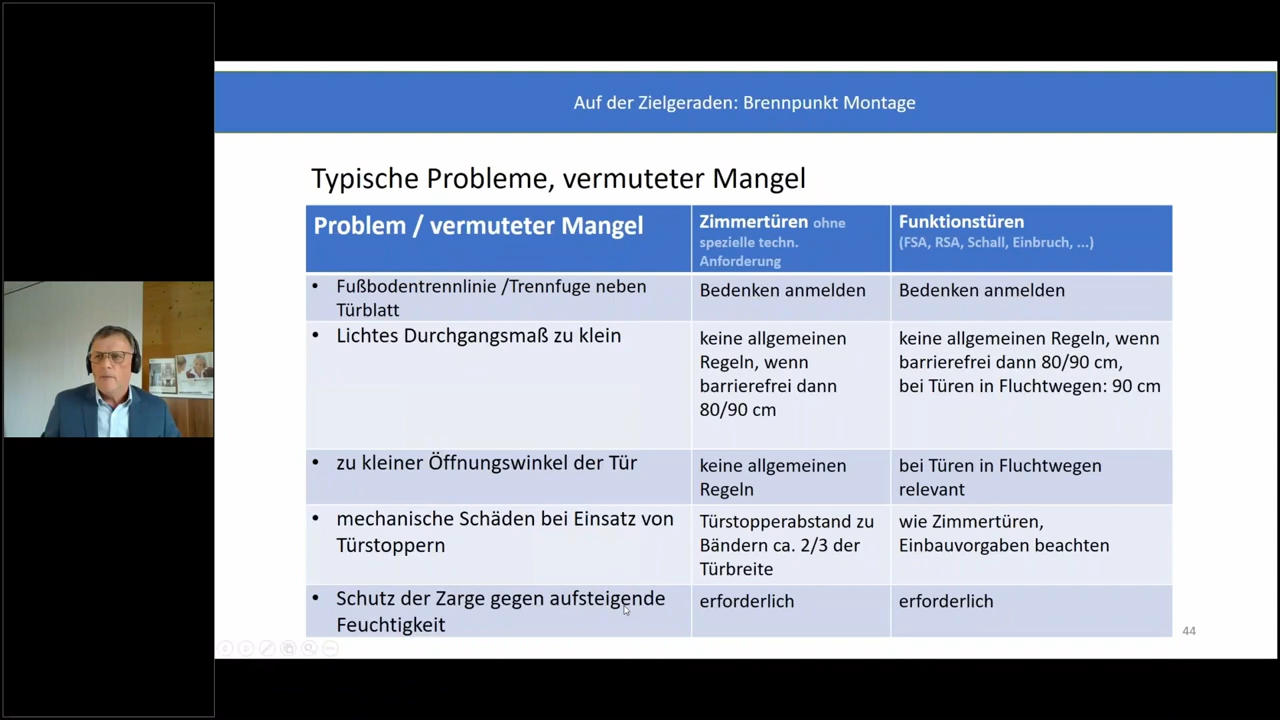 Auf der Zielgeraden: Brennpunkt Montage
Typische Probleme, vermuteter Mangel
Problem / vermuteter Mangel
Zimmertüren ohne
spezielle techn.
Anforderung
Funktionstüren
(FSA, RSA, Schall, Einbruch, ...)
• Fußbodentrennlinie /Trennfuge neben
Türblatt
Bedenken anmelden
Bedenken anmelden
• Lichtes Durchgangsmaß zu klein
keine allgemeinen
Regeln, wenn
barrierefrei dann
80/90 cm
keine allgemeinen Regeln, wenn
barrierefrei dann 80/90 cm,
bei Türen in Fluchtwegen: 90 cm
• zu kleiner Öffnungswinkel der Tür
keine allgemeinen
Regeln
bei Türen in Fluchtwegen
relevant
• mechanische Schäden bei Einsatz von
Türstoppern
Türstopperabstand zu
Bändern ca. 2/3 der
Türbreite
wie Zimmertüren,
Einbauvorgaben beachten
• Schutz der Zarge gegen aufsteigende
Feuchtigkeit
erforderlich
erforderlich
44